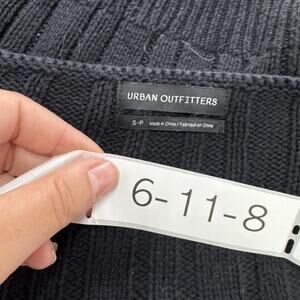 URBAN OUTFITTERS
S-P Made in China / Fabriqué en Chine
6-11-8